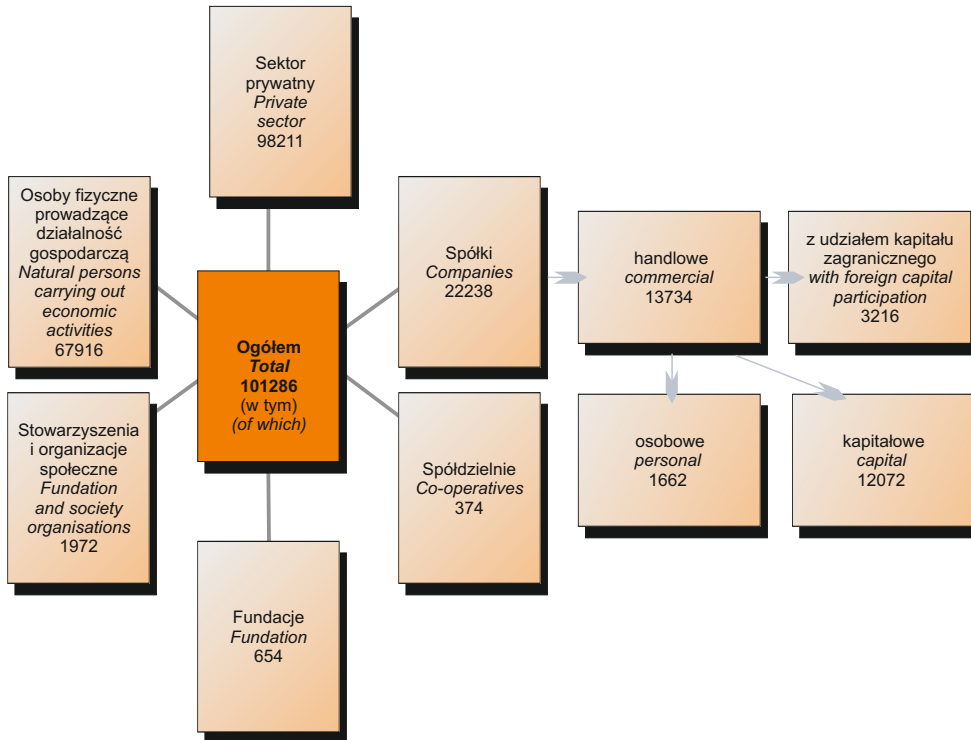 Sektor
prywatny
Private
sector
98211
Osoby fizyczne
prowadzące
działalność
gospodarczą
Natural persons
carrying out
economic
activities
67916
Ogółem
Total
101286
(w tym)
(of which)
Spółki
Companies
22238
handlowe
commercial
13734
z udziałem kapitału
zagranicznego
with foreign capital
participation
3216
Stowarzyszenia
i organizacje
społeczne
Fundation
and society
organisations
1972
Spółdzielnie
Co-operatives
374
osobowe
personal
1662
kapitałowe
capital
12072
Fundacje
Fundation
654